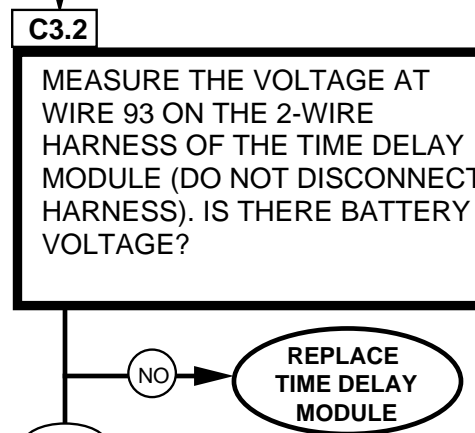 C3.2
MEASURE THE VOLTAGE AT
WIRE 93 ON THE 2-WIRE
HARNESS OF THE TIME DELAY
MODULE (DO NOT DISCONNECT
HARNESS). IS THERE BATTERY
VOLTAGE?
NO
REPLACE
TIME DELAY
MODULE